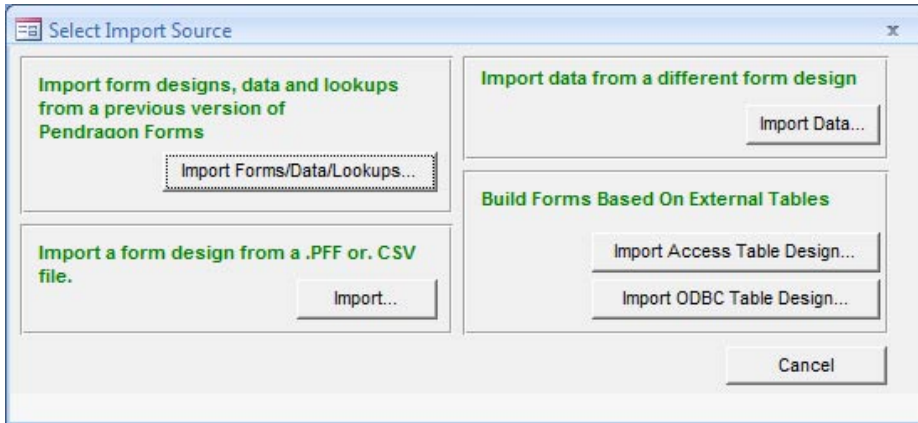 Select Import Source
x
Import form designs, data and lookups
from a previous version of
Pendragon Forms
Import Forms/Data/Lookups...
Import a form design from a .PFF or. CSV
file.
Import...
Import data from a different form design
Import Data...
Build Forms Based On External Tables
Import Access Table Design...
Import ODBC Table Design...
Cancel